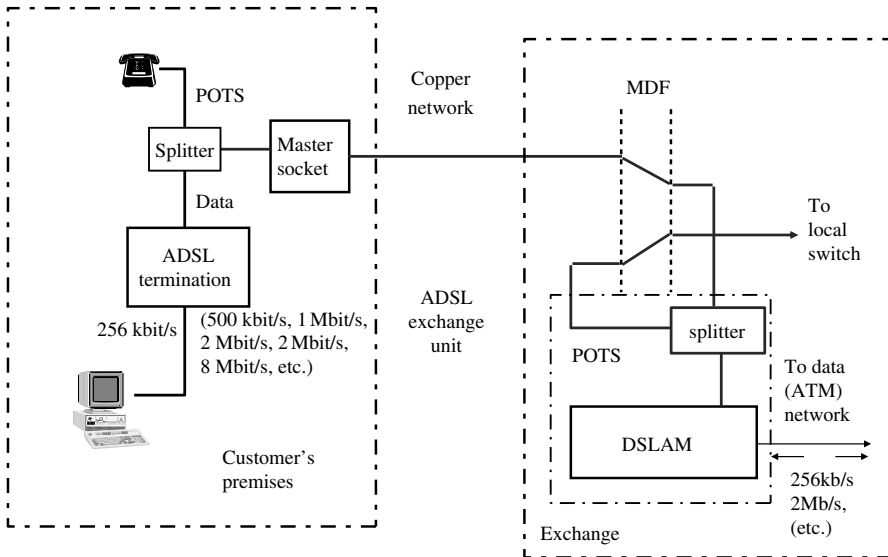 POTS
Splitter
Master
socket
Data
ADSL
termination
256 kbit/s
(500 kbit/s, 1 Mbit/s,
2 Mbit/s, 2 Mbit/s,
8 Mbit/s, etc.)
Customer's
premises
Copper
network
ADSL
exchange
unit
MDF
To
local
switch
splitter
POTS
To data
(ATM)
network
DSLAM
256kb/s
2Mb/s,
(etc.)
Exchange